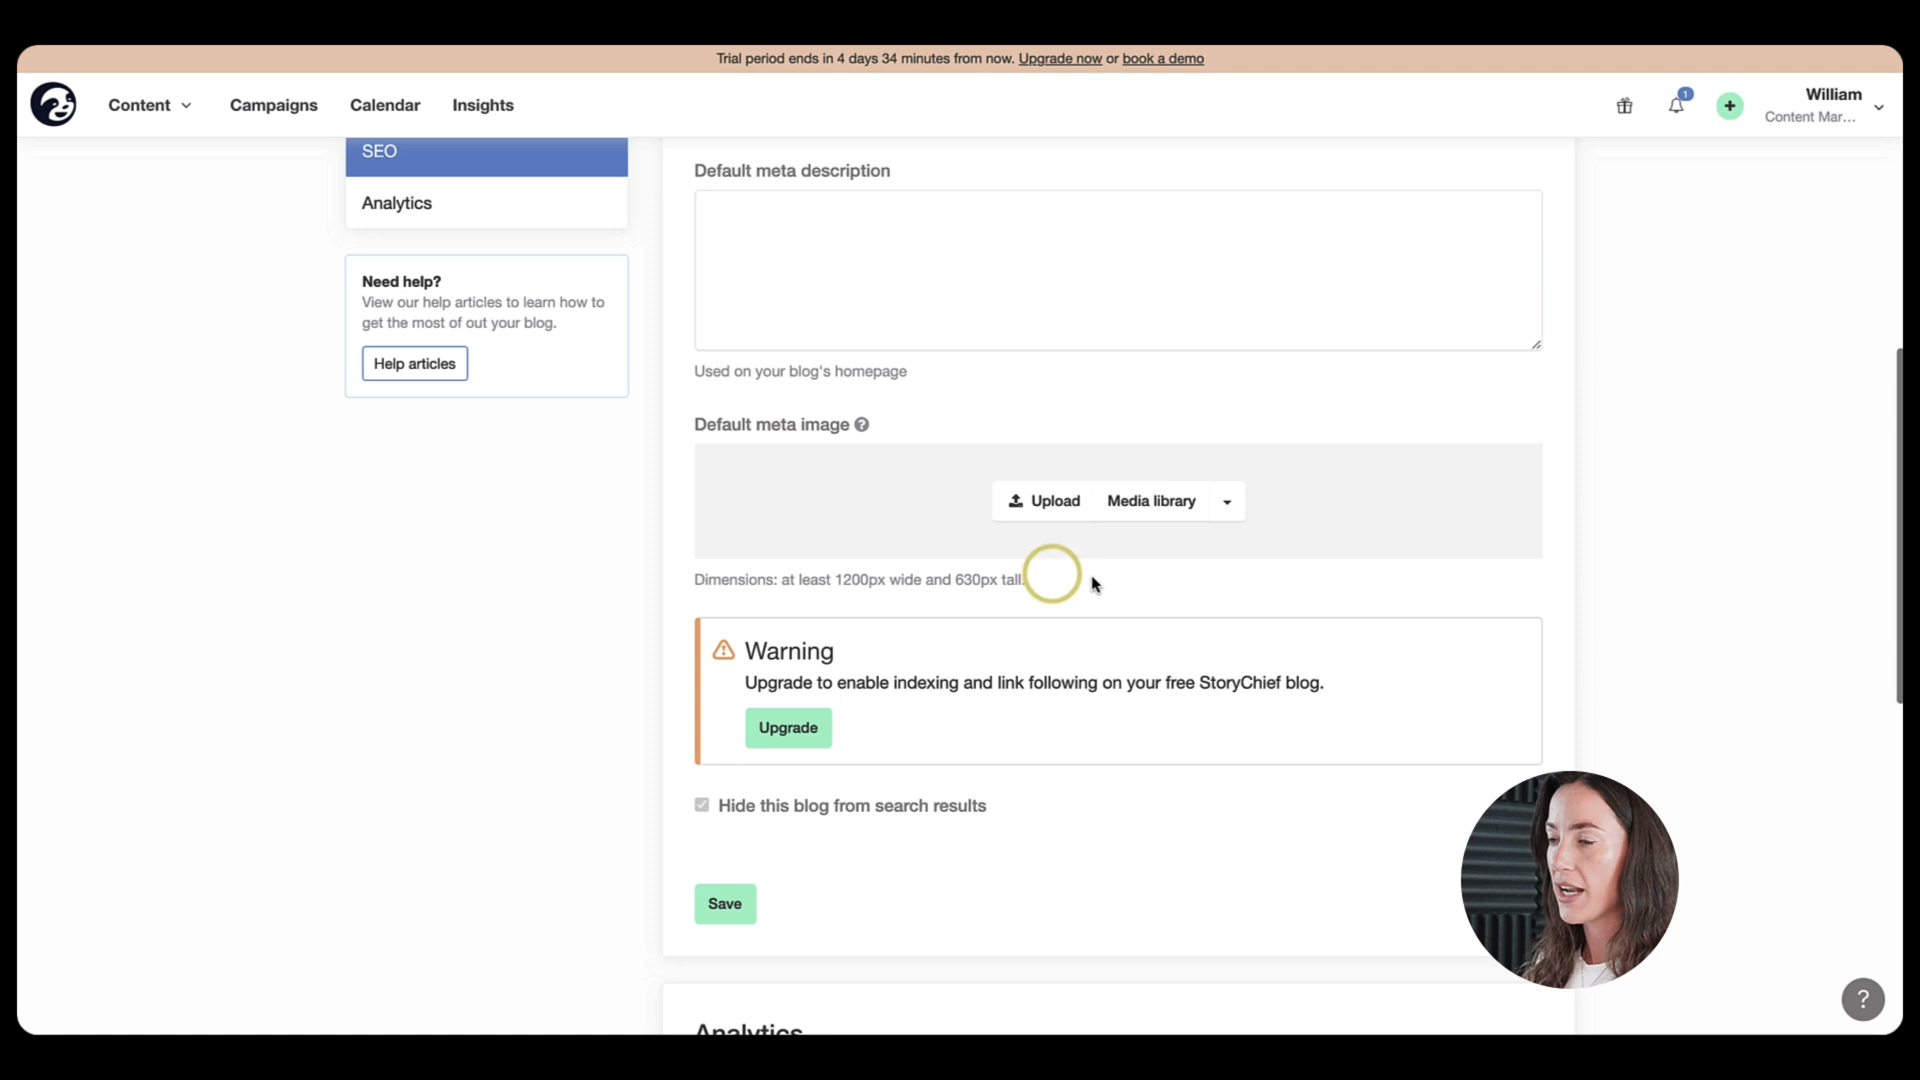 Trial period ends in 4 days 34 minutes from now. Upgrade now or book a demo
Content
Campaigns
Calendar
Insights
1
William
Content Mar...
SEO
Analytics
Need help?
View our help articles to learn how to
get the most of out your blog.
Help articles
Default meta description
Used on your blog's homepage
Default meta image
Upload
Media library
Dimensions: at least 1200px wide and 630px tall.
Warning
Upgrade to enable indexing and link following on your free StoryChief blog.
Upgrade
Hide this blog from search results
Save
Analytics
?